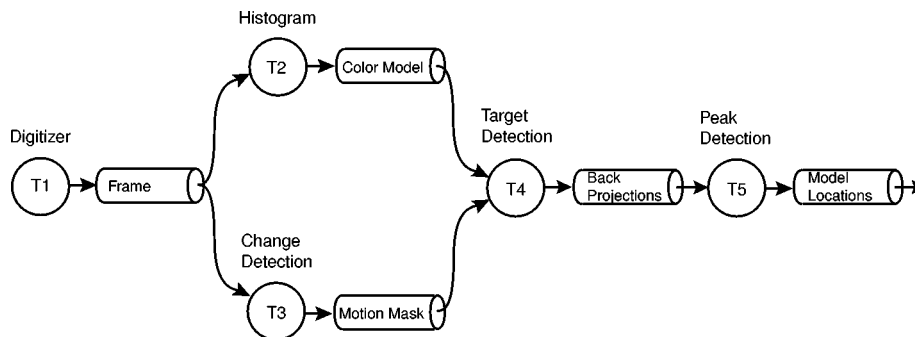 Histogram
T2
Color Model
Digitizer
T1
Frame
Target
Detection
T4
Back
Projections
Peak
Detection
T5
Model
Locations
Change
Detection
T3
Motion Mask